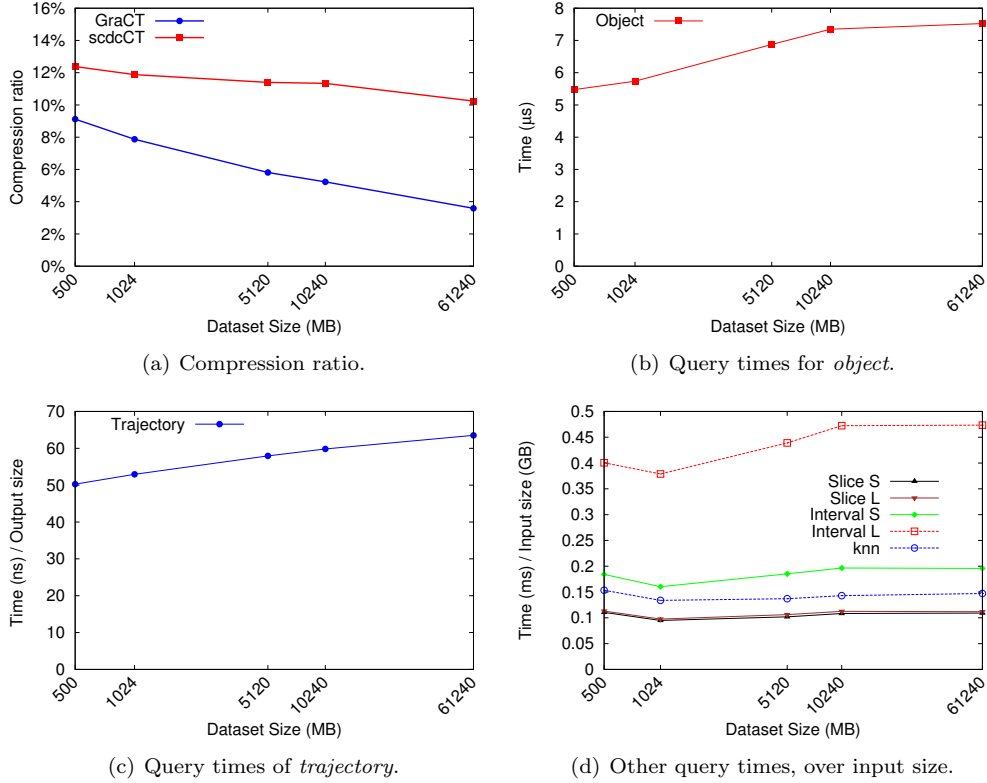 GraCT
scdcCT
16%
14%
12%
10%
8%
6%
4%
2%
0%
Compression ratio
500
1024
5120
10240
61240
Dataset Size (MB)
(a) Compression ratio.
Object
8
7
6
5
4
3
2
1
0
Time (µs)
500
1024
5120
10240
61240
Dataset Size (MB)
(b) Query times for object.
Trajectory
70
60
50
40
30
20
10
0
Time (ns) / Output size
500
1024
5120
10240
61240
Dataset Size (MB)
(c) Query times of trajectory.
0.5
0.45
0.4
0.35
0.3
0.25
0.2
0.15
0.1
0.05
0
Time (ms) / Input size (GB)
Slice S
Slice L
Interval S
Interval L
knn
500
1024
5120
10240
61240
Dataset Size (MB)
(d) Other query times, over input size.